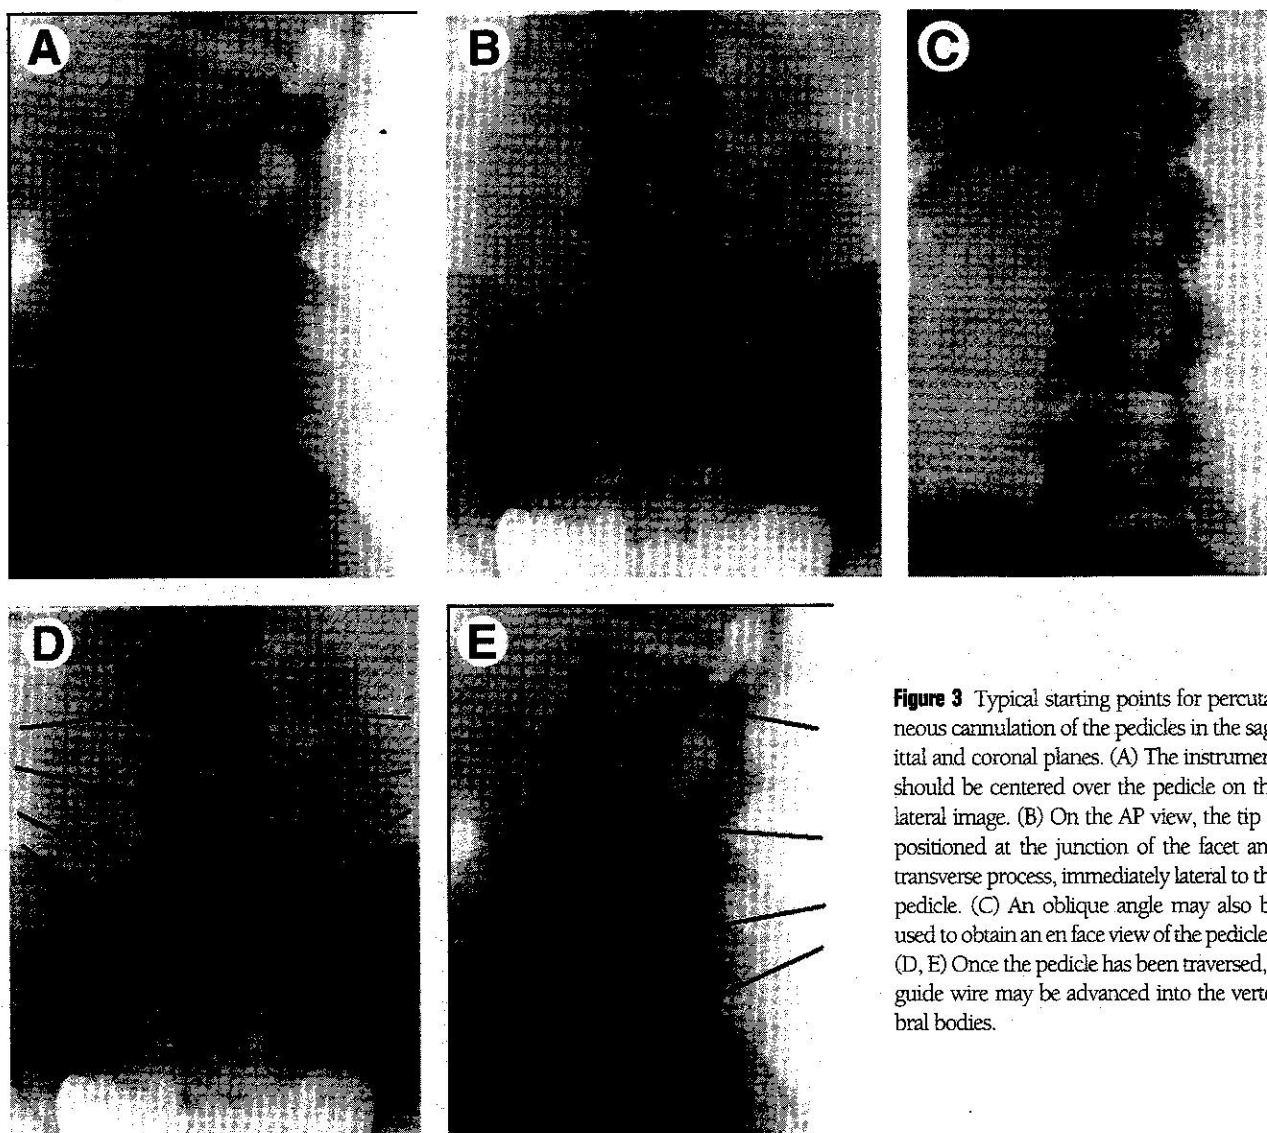 A
B
C
D
E
Figure 3 Typical starting points for percuta
neous cannulation of the pedicles in the sag
ittal and coronal planes. (A) The instrumen
should be centered over the pedicle on th
lateral image. (B) On the AP view, the tip
positioned at the junction of the facet an
transverse process, immediately lateral to th
pedicle. (C) An oblique angle may also b
used to obtain an en face view of the pedicle
(D, E) Once the pedicle has been traversed,
guide wire may be advanced into the verte
bral bodies.